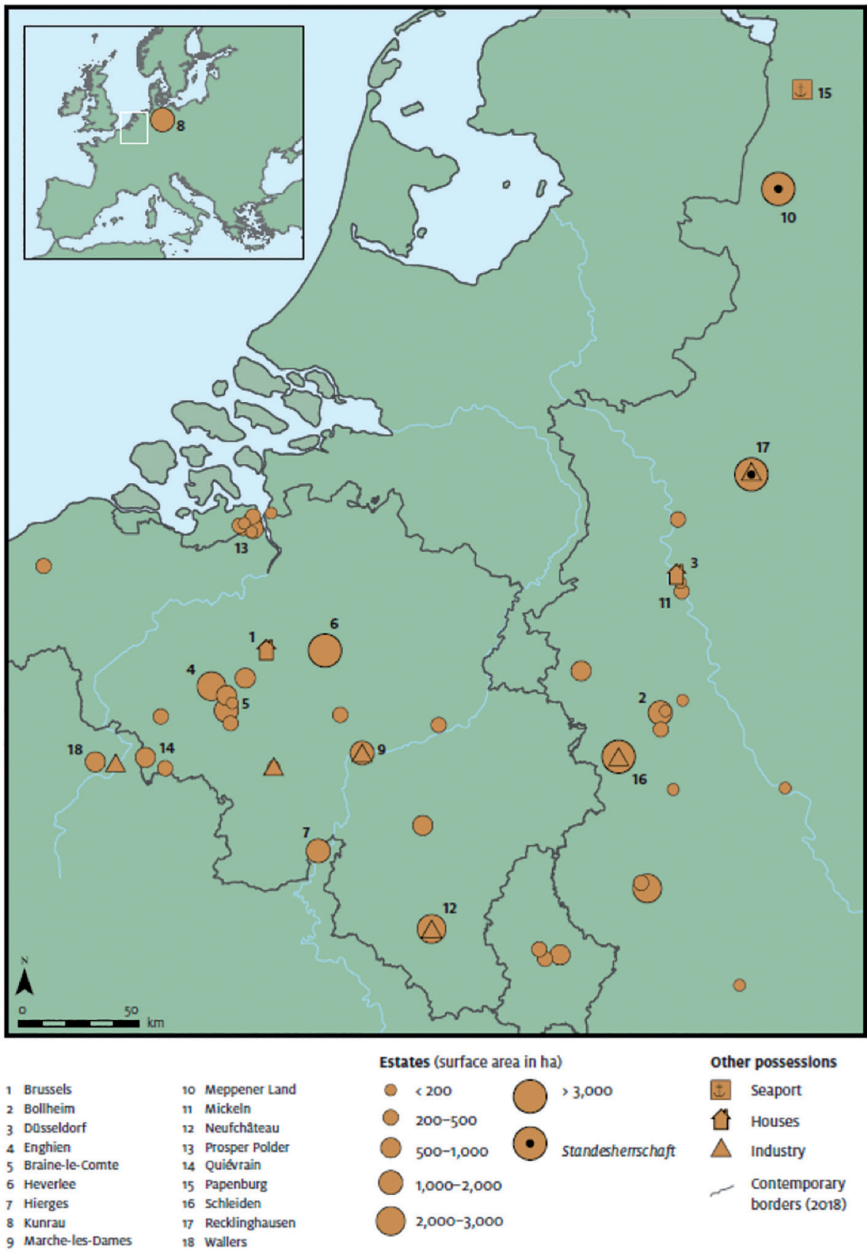 8
15
10
17
13
3
11
1
6
4
5
2
18
14
9
16
7
12
N
0 50
km
Estates (surface area in ha)
Other possessions
1 Brussels
2 Bollheim
3 Düsseldorf
4 Enghien
5 Braine-le-Comte
6 Heverlee
7 Hierges
8 Kunrau
9 Marche-les-Dames
10 Meppener Land
11 Mickeln
12 Neufchâteau
13 Prosper Polder
14 Quiévrain
15 Papenburg
16 Schleiden
17 Recklinghausen
18 Wallers
< 200
200–500
500–1,000
1,000–2,000
2,000–3,000
> 3,000
Standesherrschaft
Seaport
Houses
Industry
Contemporary
borders (2018)